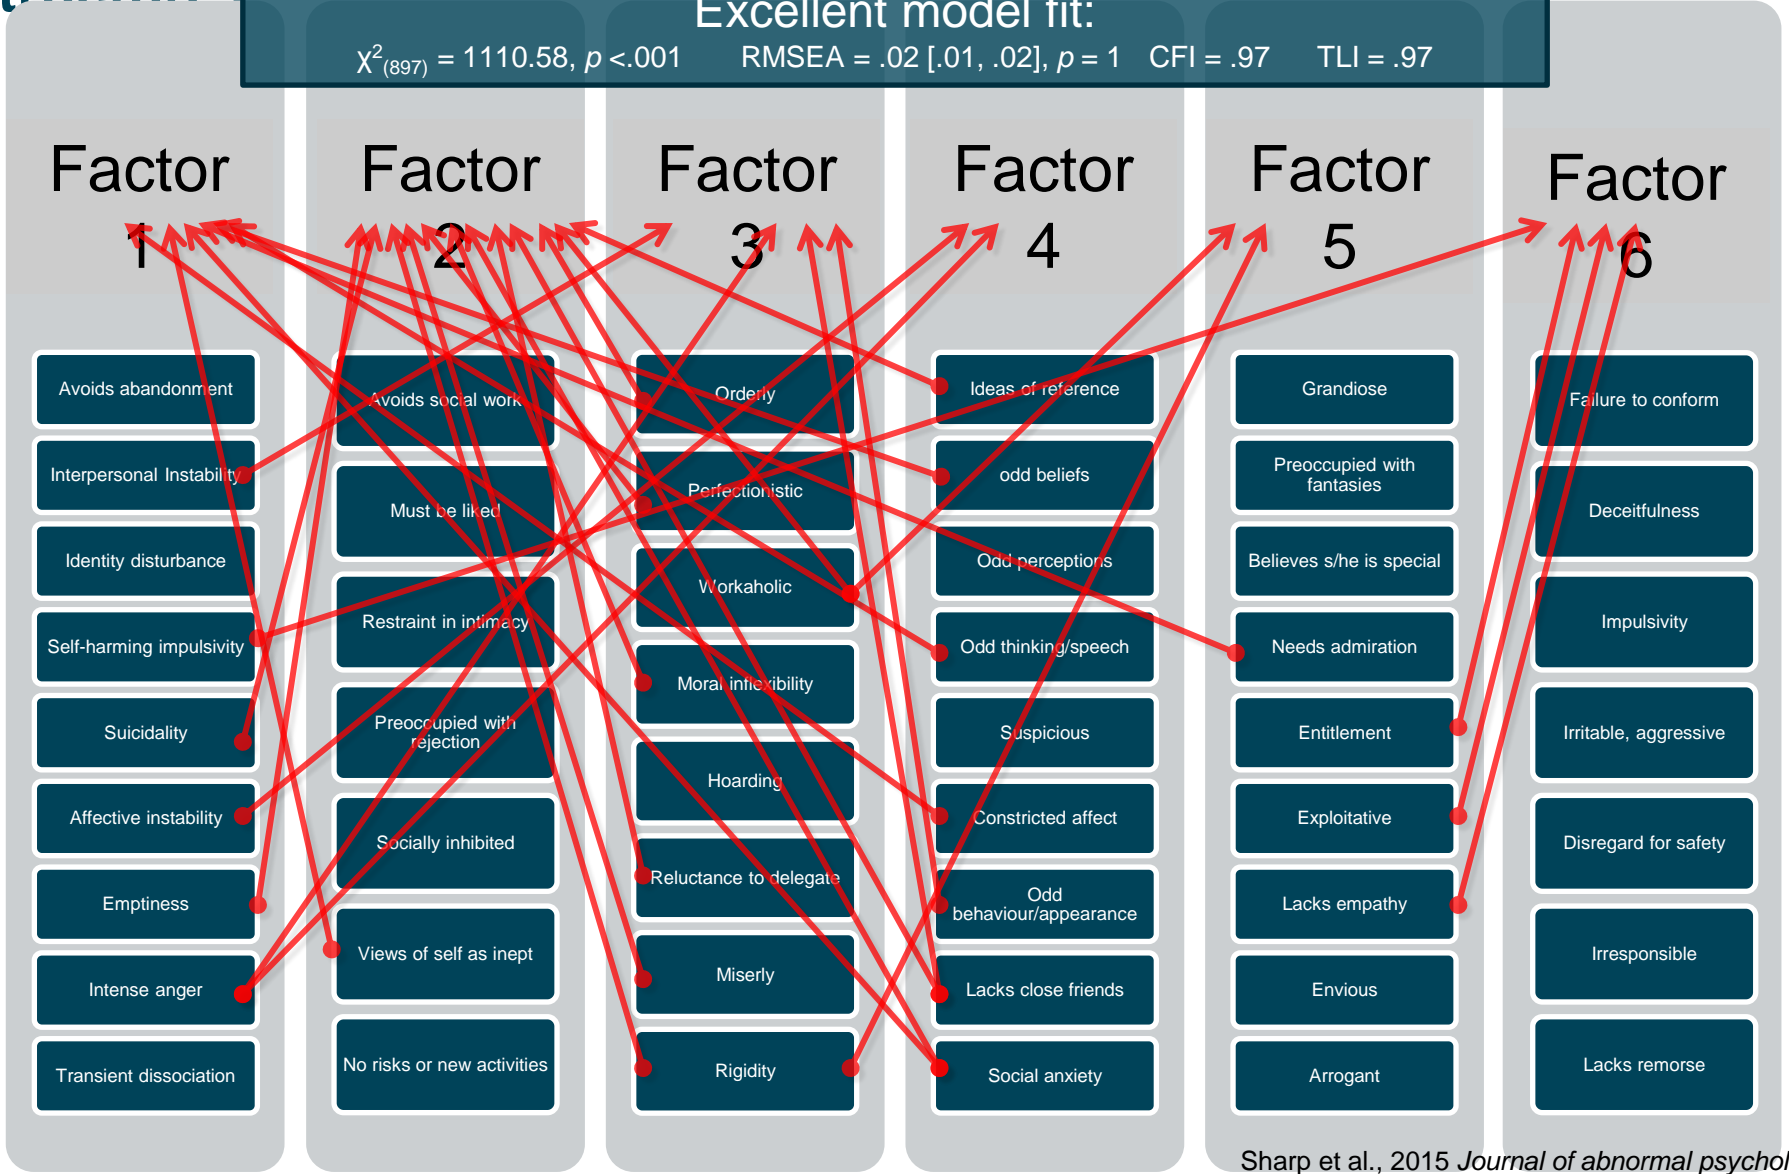 Excellent model fit:
χ²(897) = 1110.58, p <.001 RMSEA = .02 [.01, .02], p = 1 CFI = .97 TLI = .97
Factor
1
Avoids abandonment
Interpersonal Instability
Identity disturbance
Self-harming impulsivity
Suicidality
Affective instability
Emptiness
Intense anger
Transient dissociation
Factor
2
Avoids social work
Must be liked
Restraint in intimacy
Preoccupied with
rejection
Socially inhibited
Views of self as inept
No risks or new activities
Factor
3
Orderly
Perfectionistic
Workaholic
Moral inflexibility
Hoarding
Reluctance to delegate
Miserly
Rigidity
Factor
4
Ideas of reference
odd beliefs
Odd perceptions
Odd thinking/speech
Suspicious
Constricted affect
Odd
behaviour/appearance
Lacks close friends
Social anxiety
Factor
5
Grandiose
Preoccupied with
fantasies
Believes s/he is special
Needs admiration
Entitlement
Exploitative
Lacks empathy
Envious
Arrogant
Factor
6
Failure to conform
Deceitfulness
Impulsivity
Irritable, aggressive
Disregard for safety
Irresponsible
Lacks remorse
Sharp et al., 2015 Journal of abnormal psychol